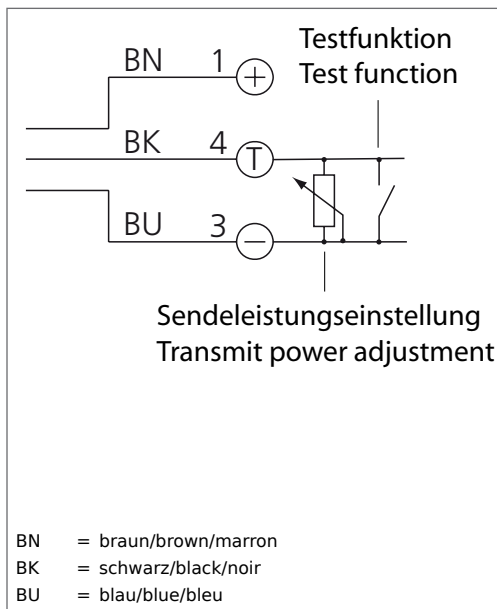 Testfunktion
Test function
BN 1 +
BK 4 T
BU 3 −
Sendeleistungseinstellung
Transmit power adjustment
BN = braun/brown/marron
BK = schwarz/black/noir
BU = blau/blue/bleu